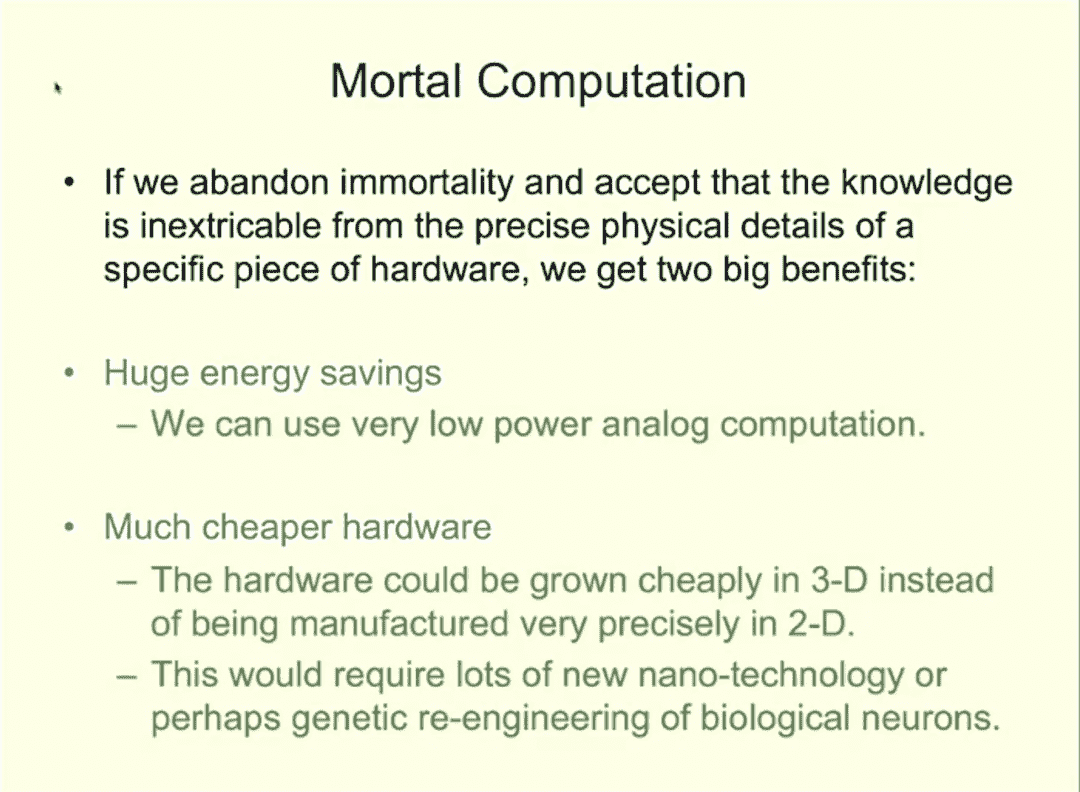 Mortal Computation
• If we abandon immortality and accept that the knowledge
is inextricable from the precise physical details of a
specific piece of hardware, we get two big benefits:
• Huge energy savings
– We can use very low power analog computation.
• Much cheaper hardware
– The hardware could be grown cheaply in 3-D instead
of being manufactured very precisely in 2-D.
– This would require lots of new nano-technology or
perhaps genetic re-engineering of biological neurons.